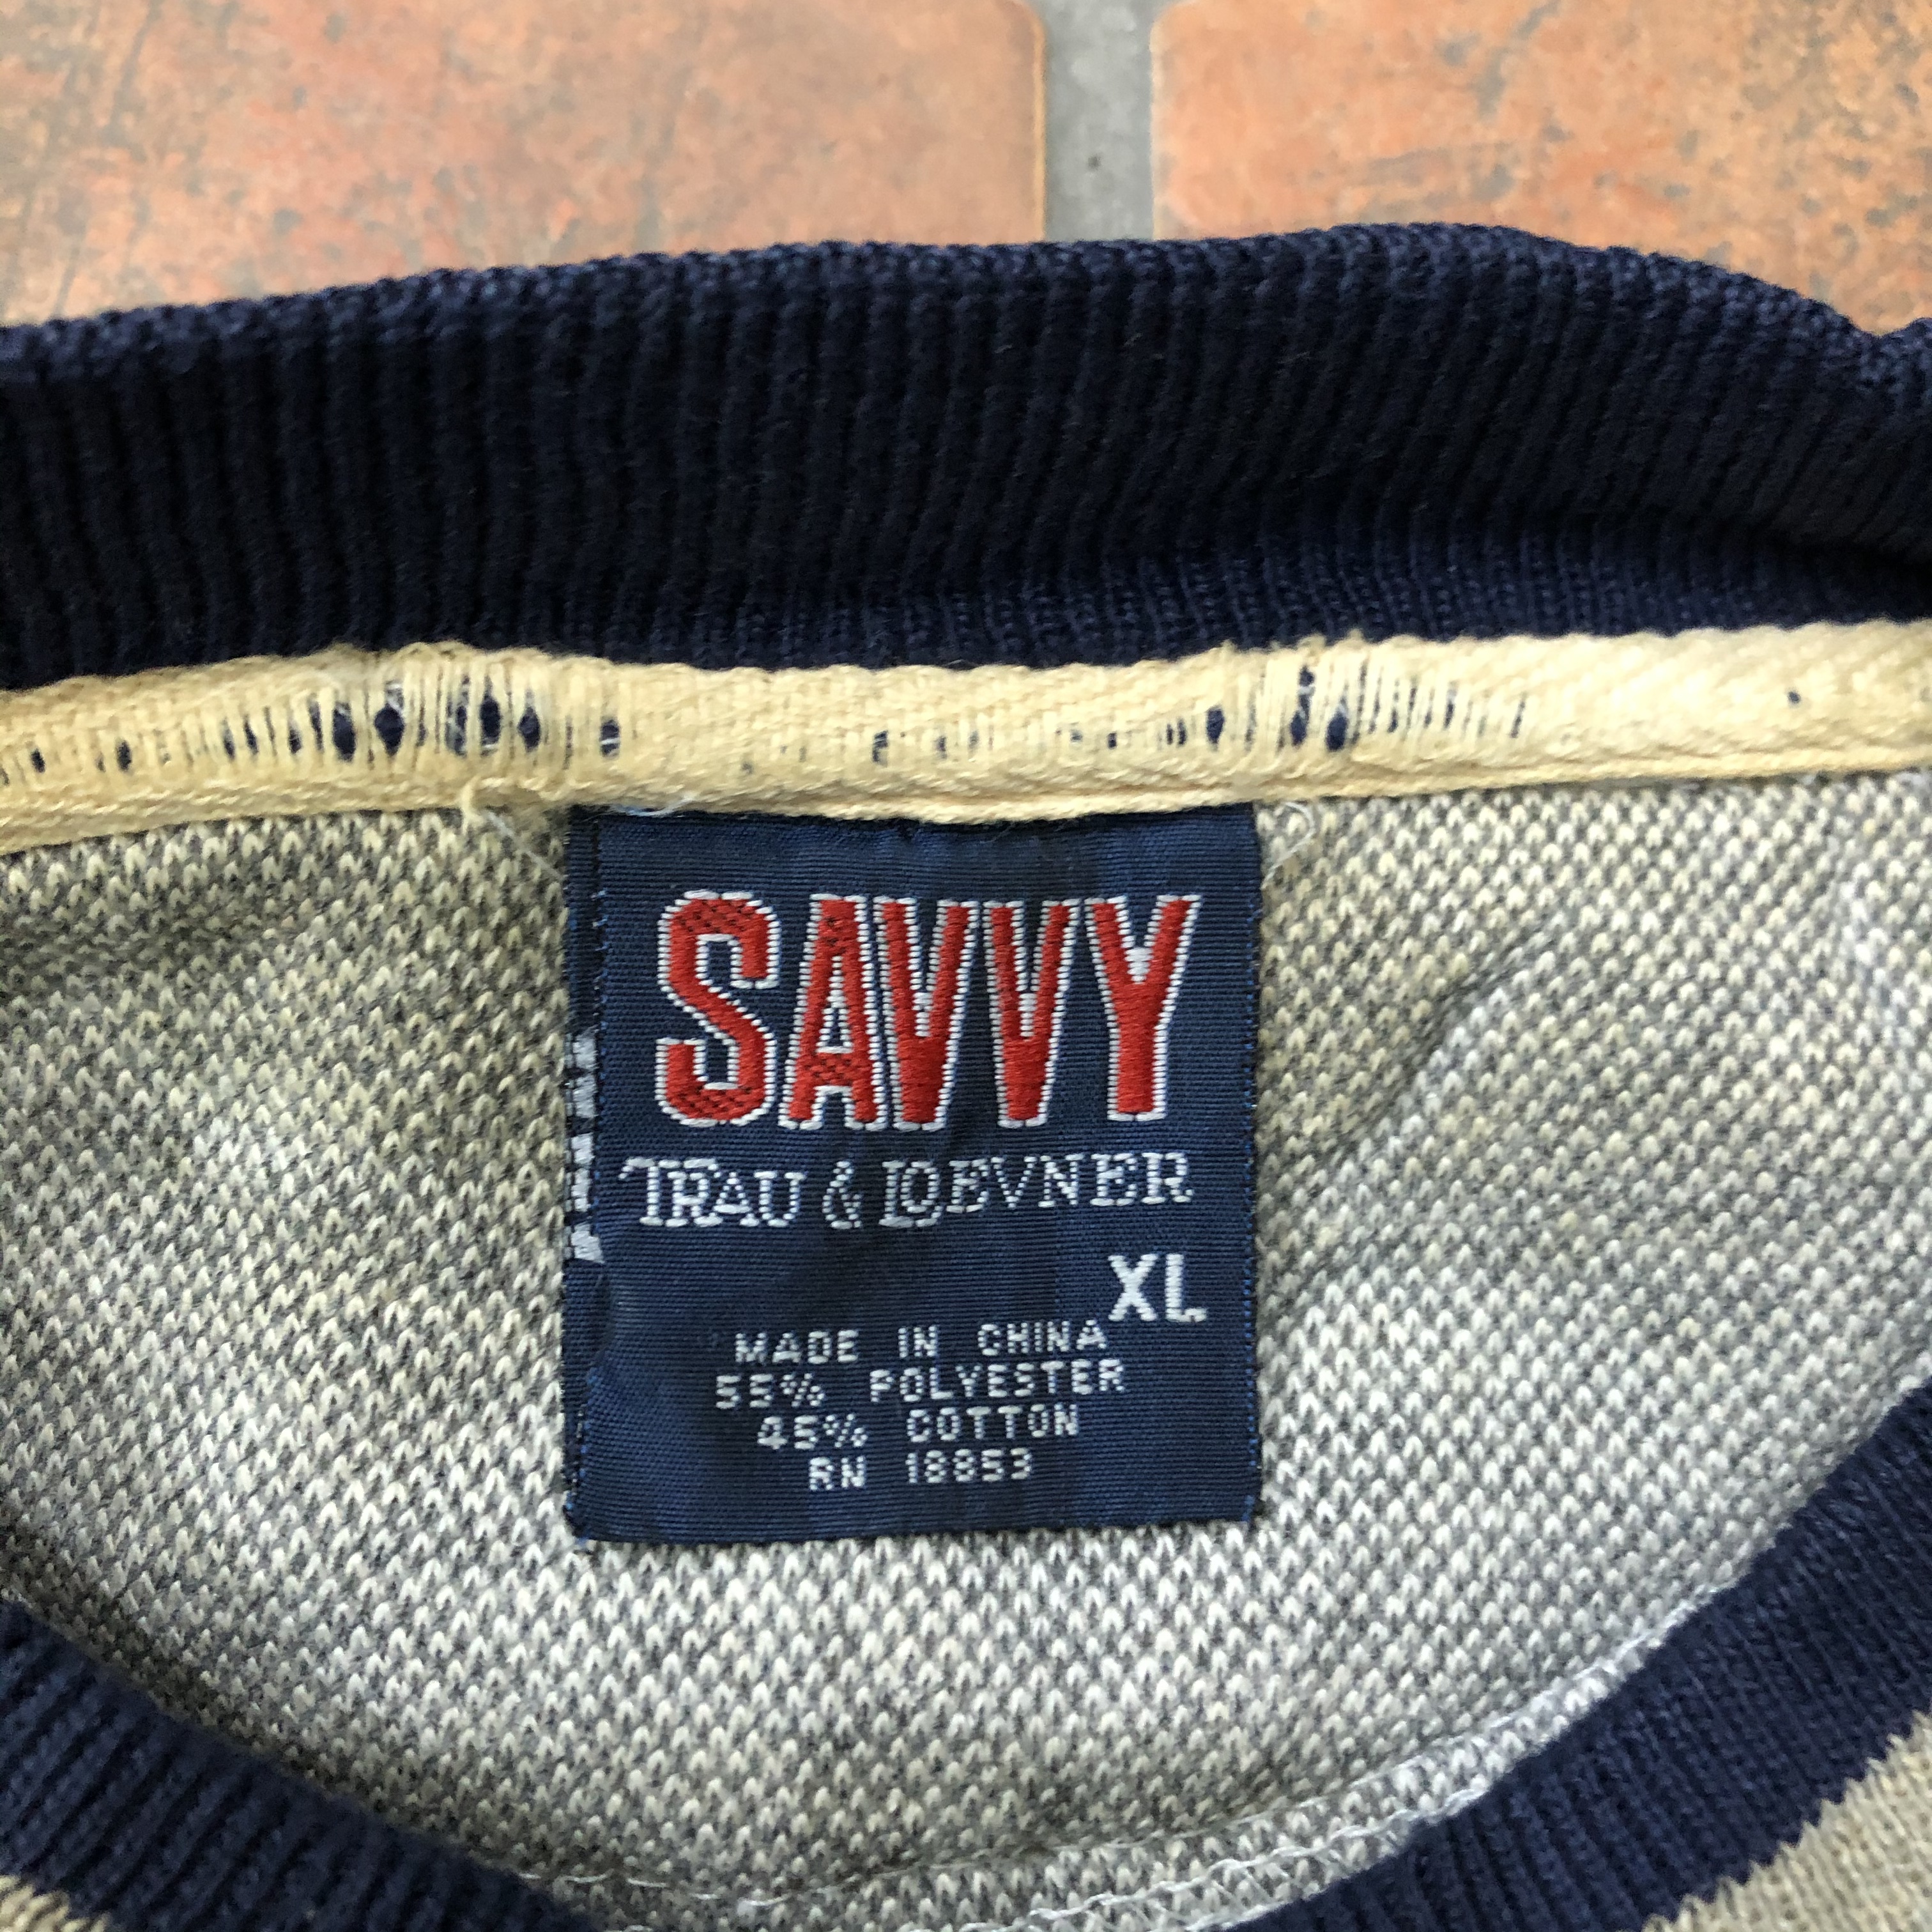 SAVVY
TRAU & LOEVNER
XL
MADE IN CHINA
55% POLYESTER
45% COTTON
RN 18853